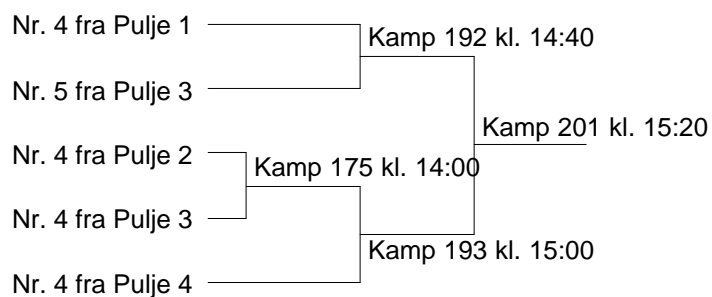 Nr. 4 fra Pulje 1
Kamp 192 kl. 14:40
Nr. 5 fra Pulje 3
Kamp 201 kl. 15:20
Nr. 4 fra Pulje 2
Kamp 175 kl. 14:00
Nr. 4 fra Pulje 3
Kamp 193 kl. 15:00
Nr. 4 fra Pulje 4